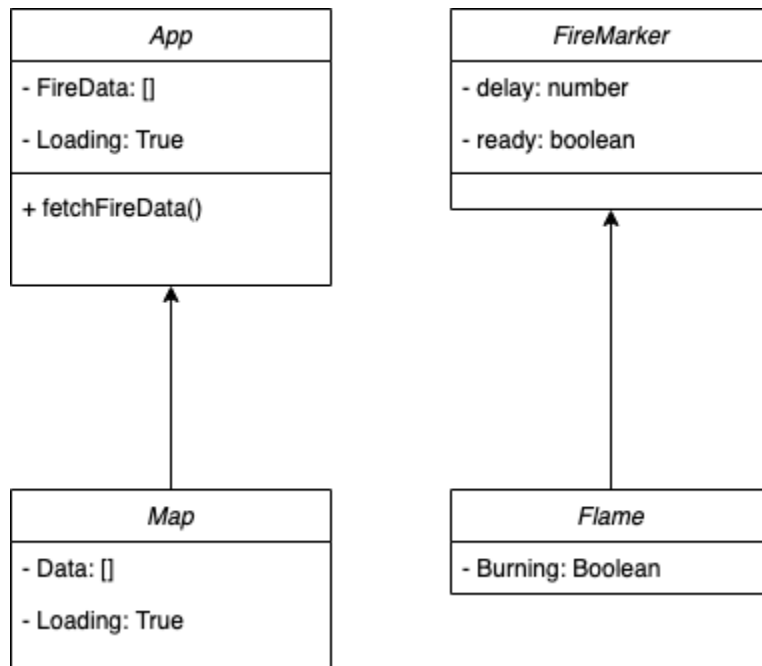 App
- FireData: []
- Loading: True
+ fetchFireData()
FireMarker
- delay: number
- ready: boolean
Map
- Data: []
- Loading: True
Flame
- Burning: Boolean